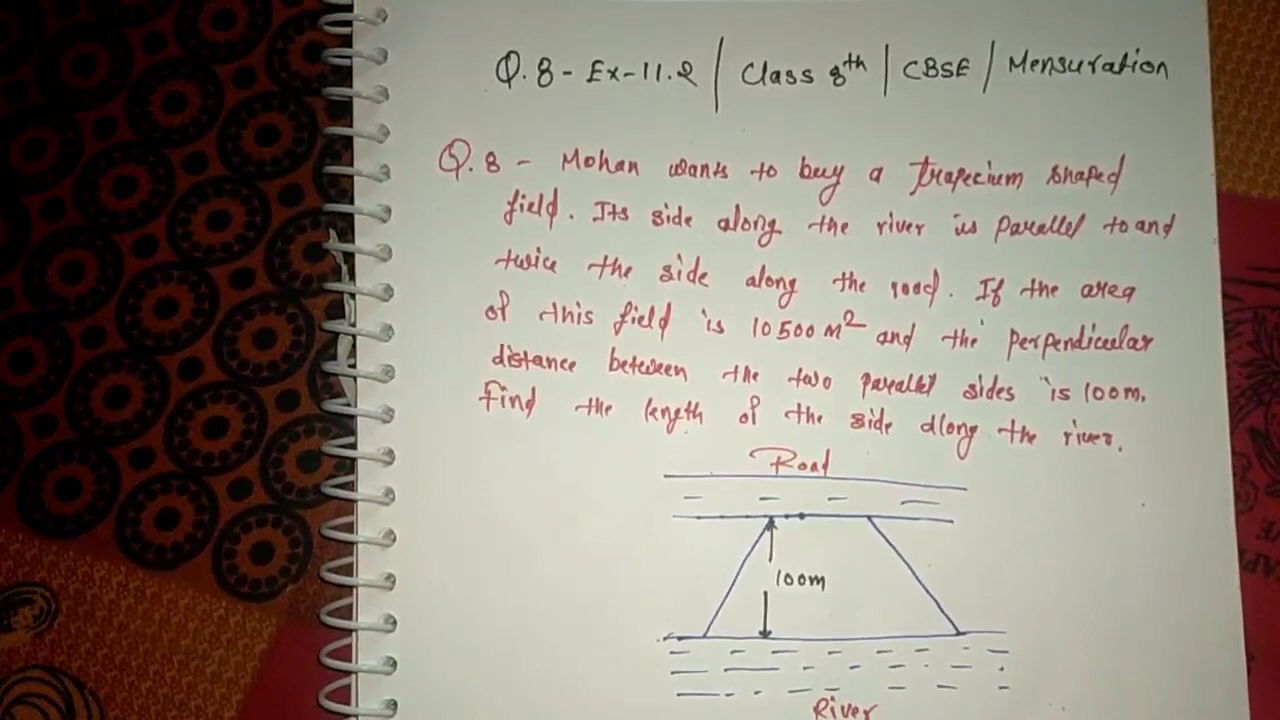 Q.8 - Ex-11.2 | Class 8th | CBSE | Mensuration
Q.8 - Mohan wants to buy a trapecium shaped
field. Its side along the river is parallel to and
twice the side along the road. If the area
of this field is 10500 m² and the perpendicular
distance between the two parallel sides is 100m.
Find the length of the side along the river.
Road
100m
River